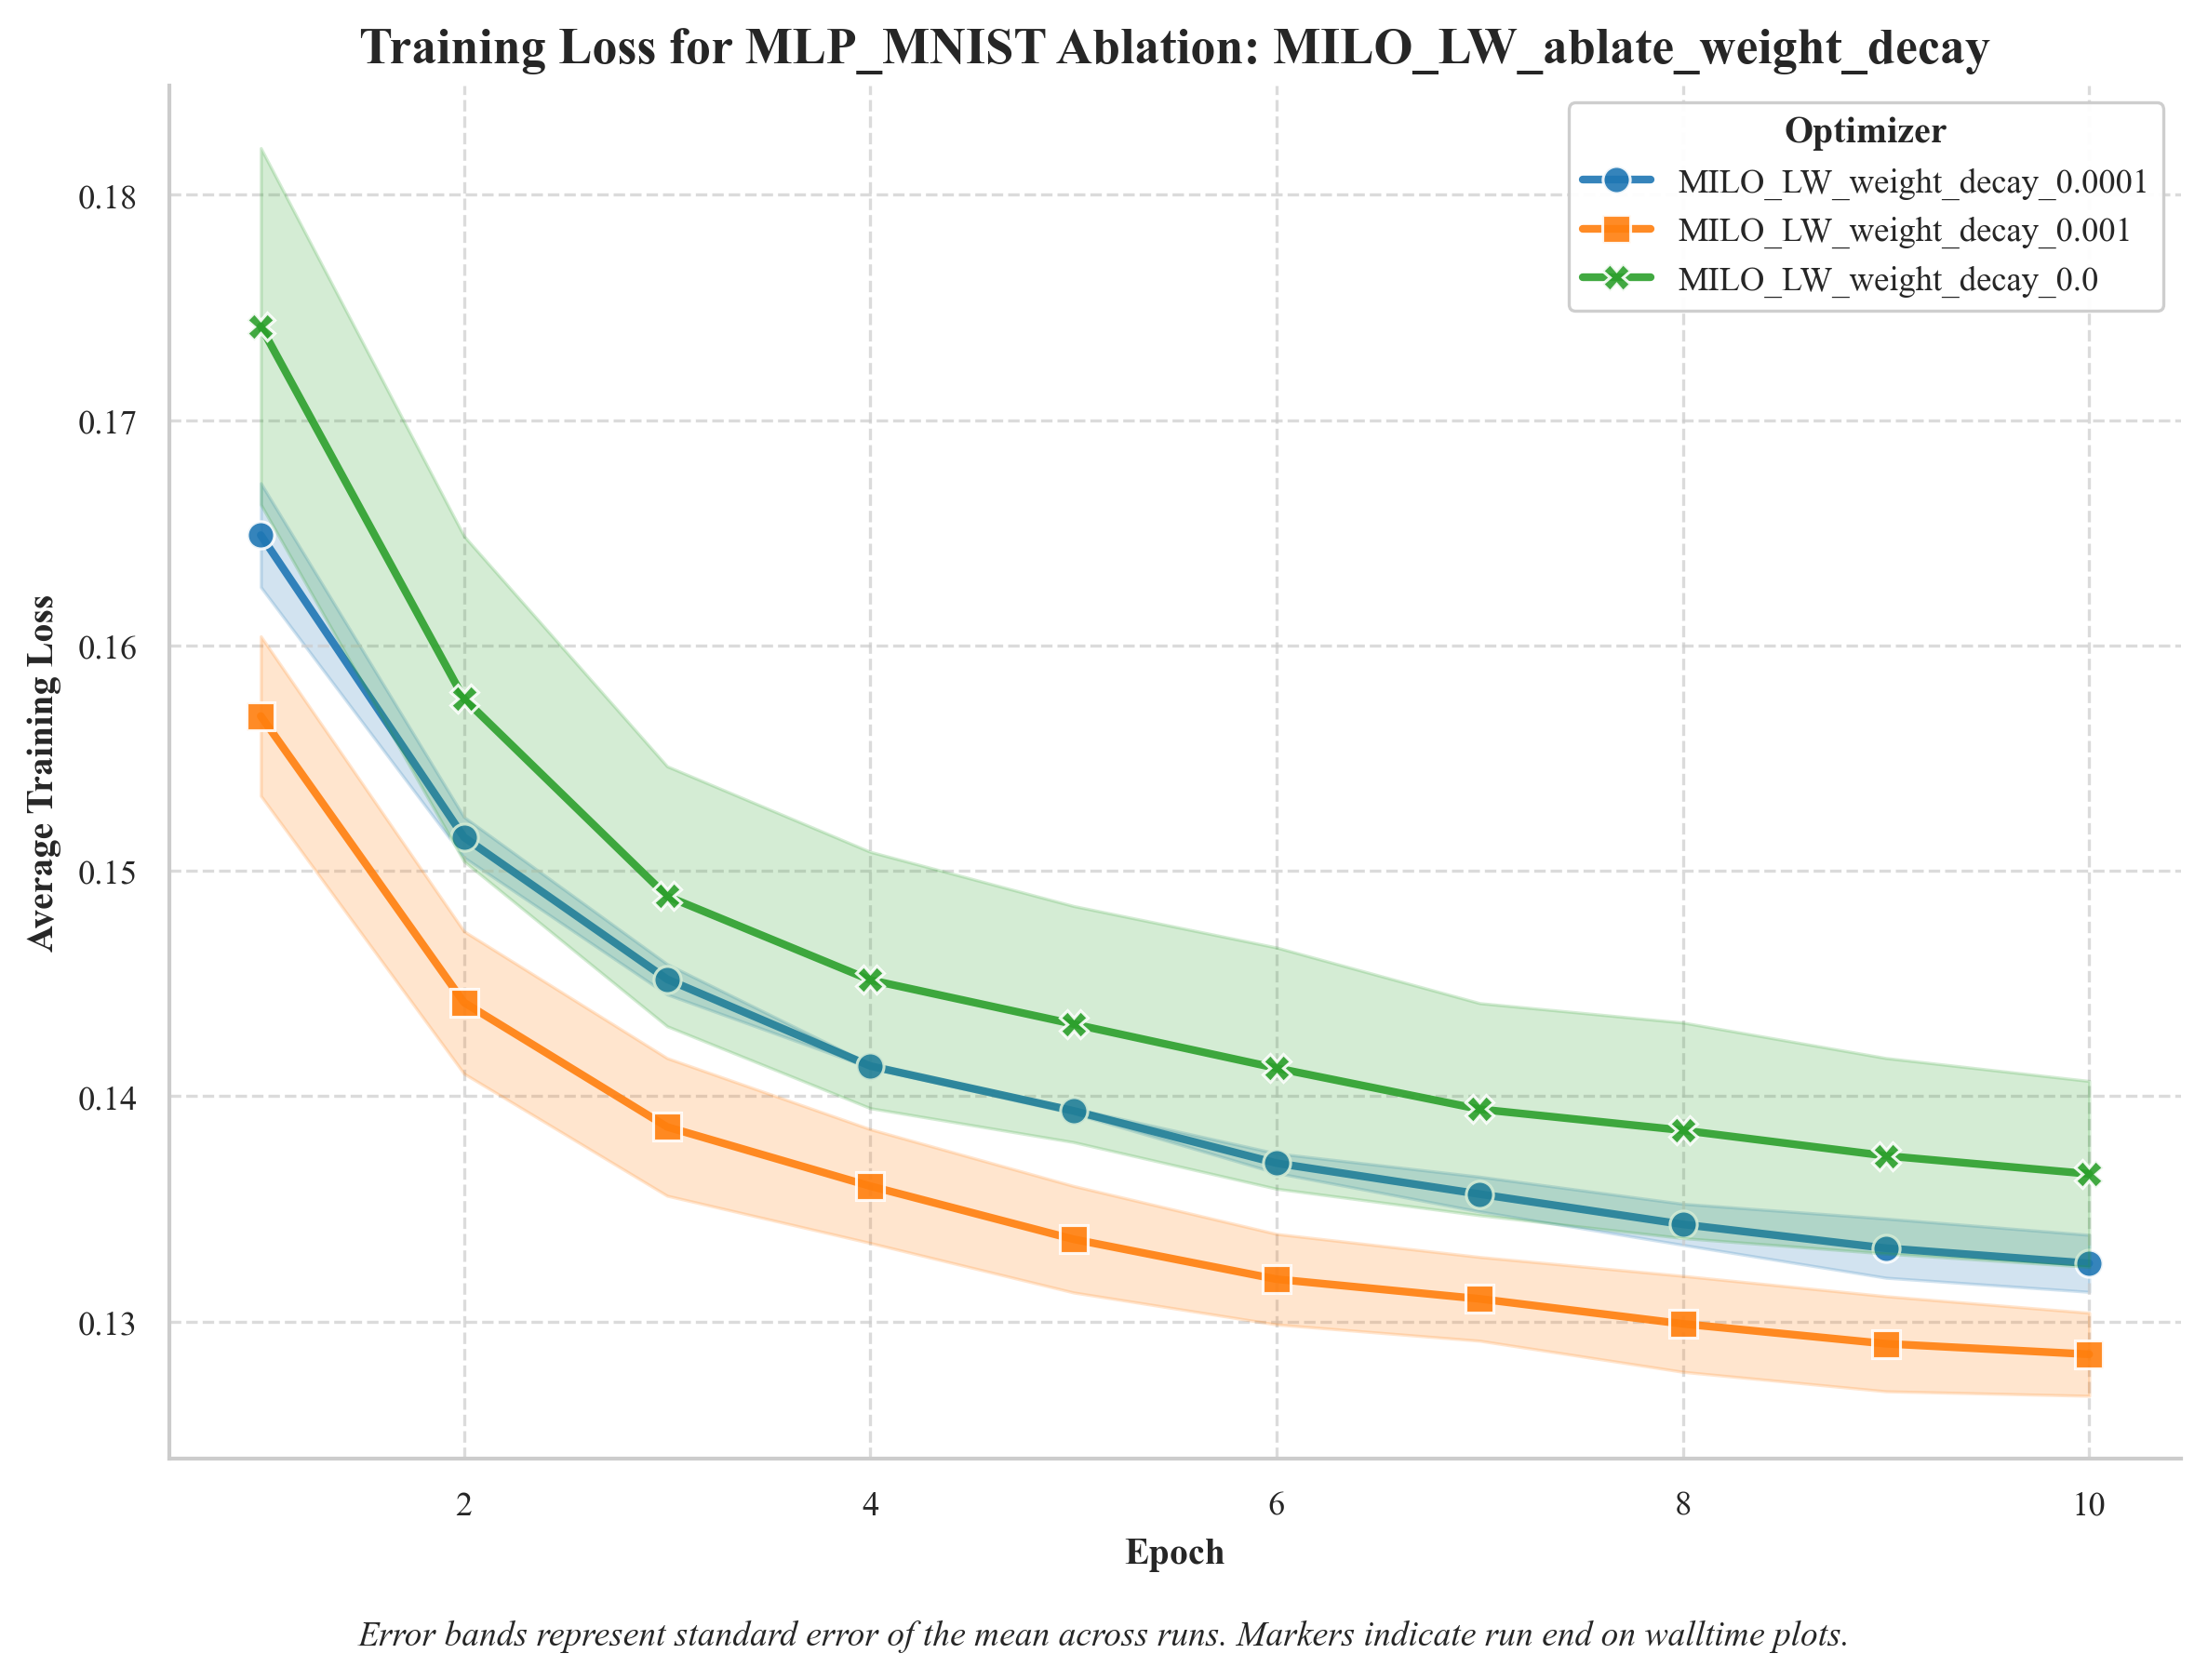 Training Loss for MLP_MNIST Ablation: MILO_LW_ablate_weight_decay
Optimizer
MILO_LW_weight_decay_0.0001
MILO_LW_weight_decay_0.001
MILO_LW_weight_decay_0.0
Average Training Loss
0.18
0.17
0.16
0.15
0.14
0.13
2 4 6 8 10
Epoch
Error bands represent standard error of the mean across runs. Markers indicate run end on walltime plots.